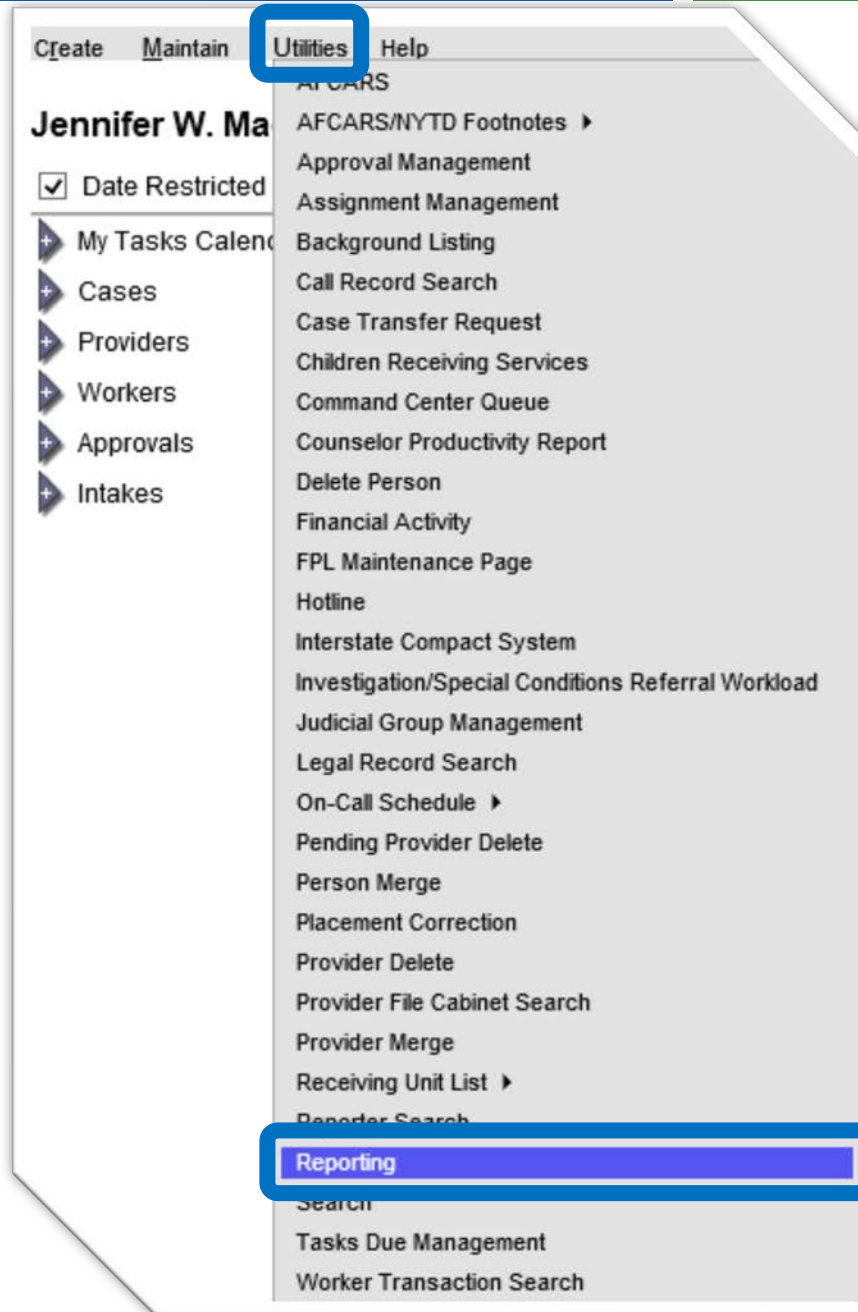 Create Maintain Utilities Help
AFCARS
Jennifer W. Ma
AFCARS/NYTD Footnotes
Approval Management
Date Restricted
Assignment Management
My Tasks Calend
Background Listing
Call Record Search
Cases
Case Transfer Request
Providers
Children Receiving Services
Workers
Command Center Queue
Approvals
Counselor Productivity Report
Delete Person
Intakes
Financial Activity
FPL Maintenance Page
Hotline
Interstate Compact System
Investigation/Special Conditions Referral Workload
Judicial Group Management
Legal Record Search
On-Call Schedule
Pending Provider Delete
Person Merge
Placement Correction
Provider Delete
Provider File Cabinet Search
Provider Merge
Receiving Unit List
Reporter Search
Reporting
Search
Tasks Due Management
Worker Transaction Search